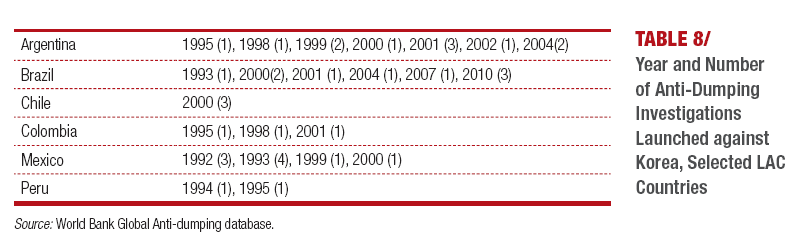 Argentina 1995 (1), 1998 (1), 1999 (2), 2000 (1), 2001 (3), 2002 (1), 2004(2)
Brazil 1993 (1), 2000(2), 2001 (1), 2004 (1), 2007 (1), 2010 (3)
Chile 2000 (3)
Colombia 1995 (1), 1998 (1), 2001 (1)
Mexico 1992 (3), 1993 (4), 1999 (1), 2000 (1)
Peru 1994 (1), 1995 (1)
Source: World Bank Global Anti-dumping database.
TABLE 8/
Year and Number
of Anti-Dumping
Investigations
Launched against
Korea, Selected LAC
Countries